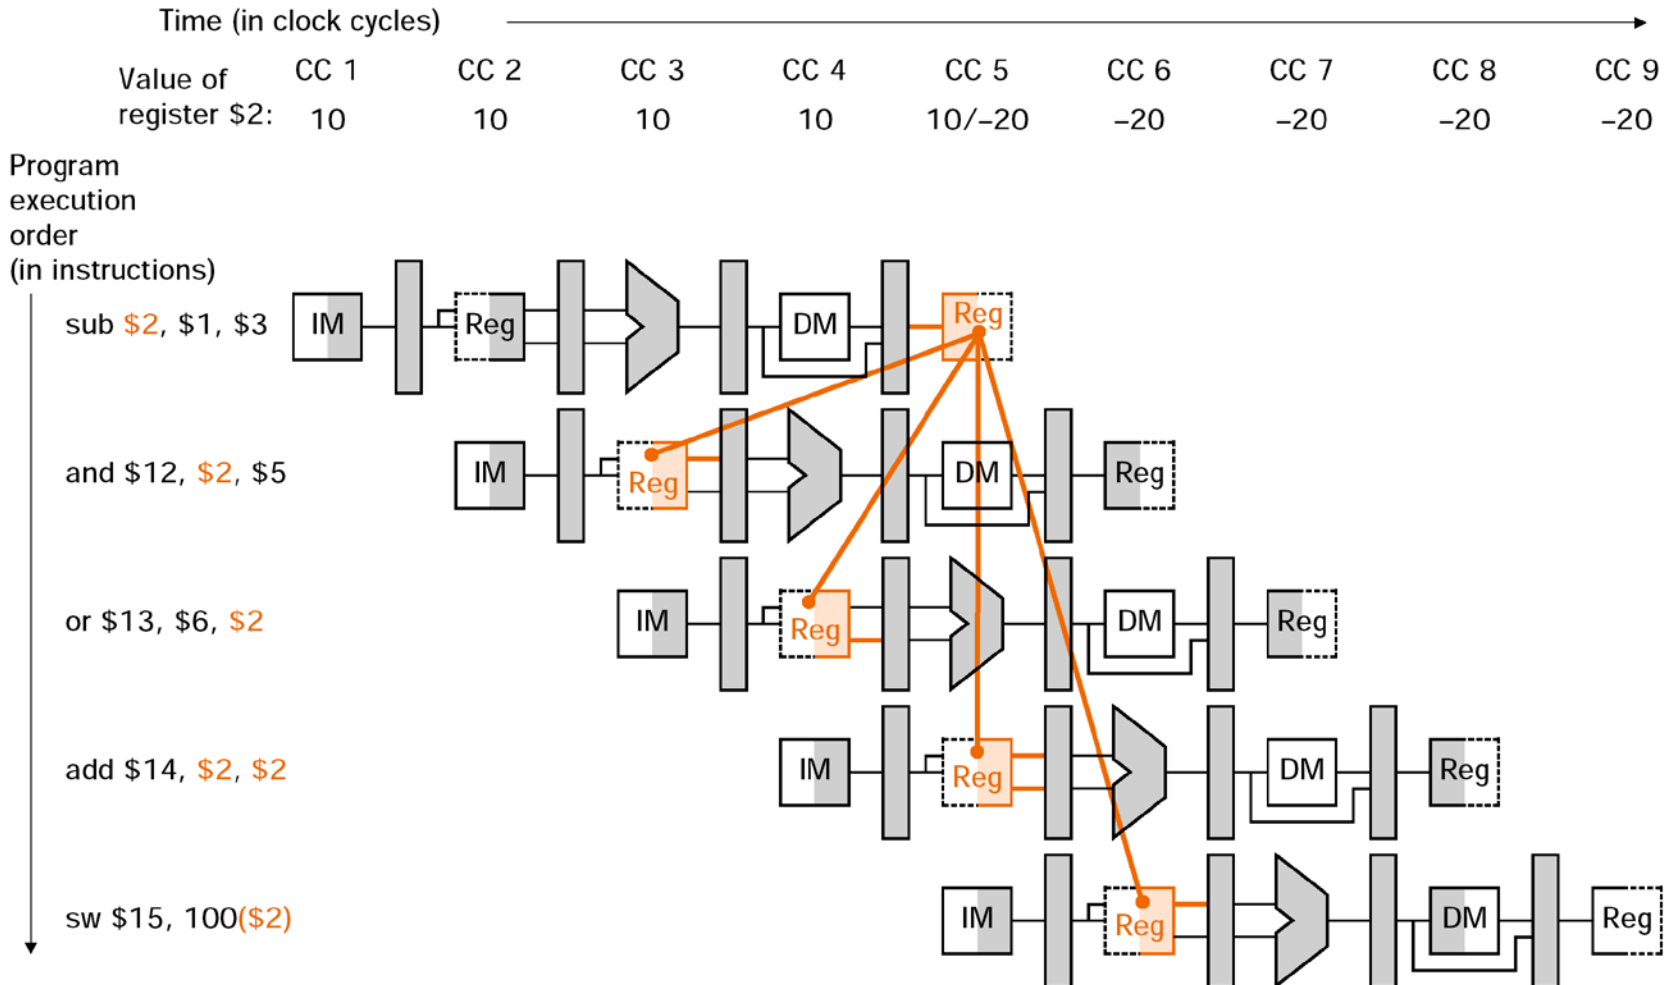 Time (in clock cycles)
Value of CC 1 CC 2 CC 3 CC 4 CC 5 CC 6 CC 7 CC 8 CC 9
register $2: 10 10 10 10 10/–20 –20 –20 –20 –20
Program
execution
order
(in instructions)
sub $2, $1, $3 IM Reg DM Reg
and $12, $2, $5 IM Reg DM Reg
or $13, $6, $2 IM Reg DM Reg
add $14, $2, $2 IM Reg DM Reg
sw $15, 100($2) IM Reg DM Reg